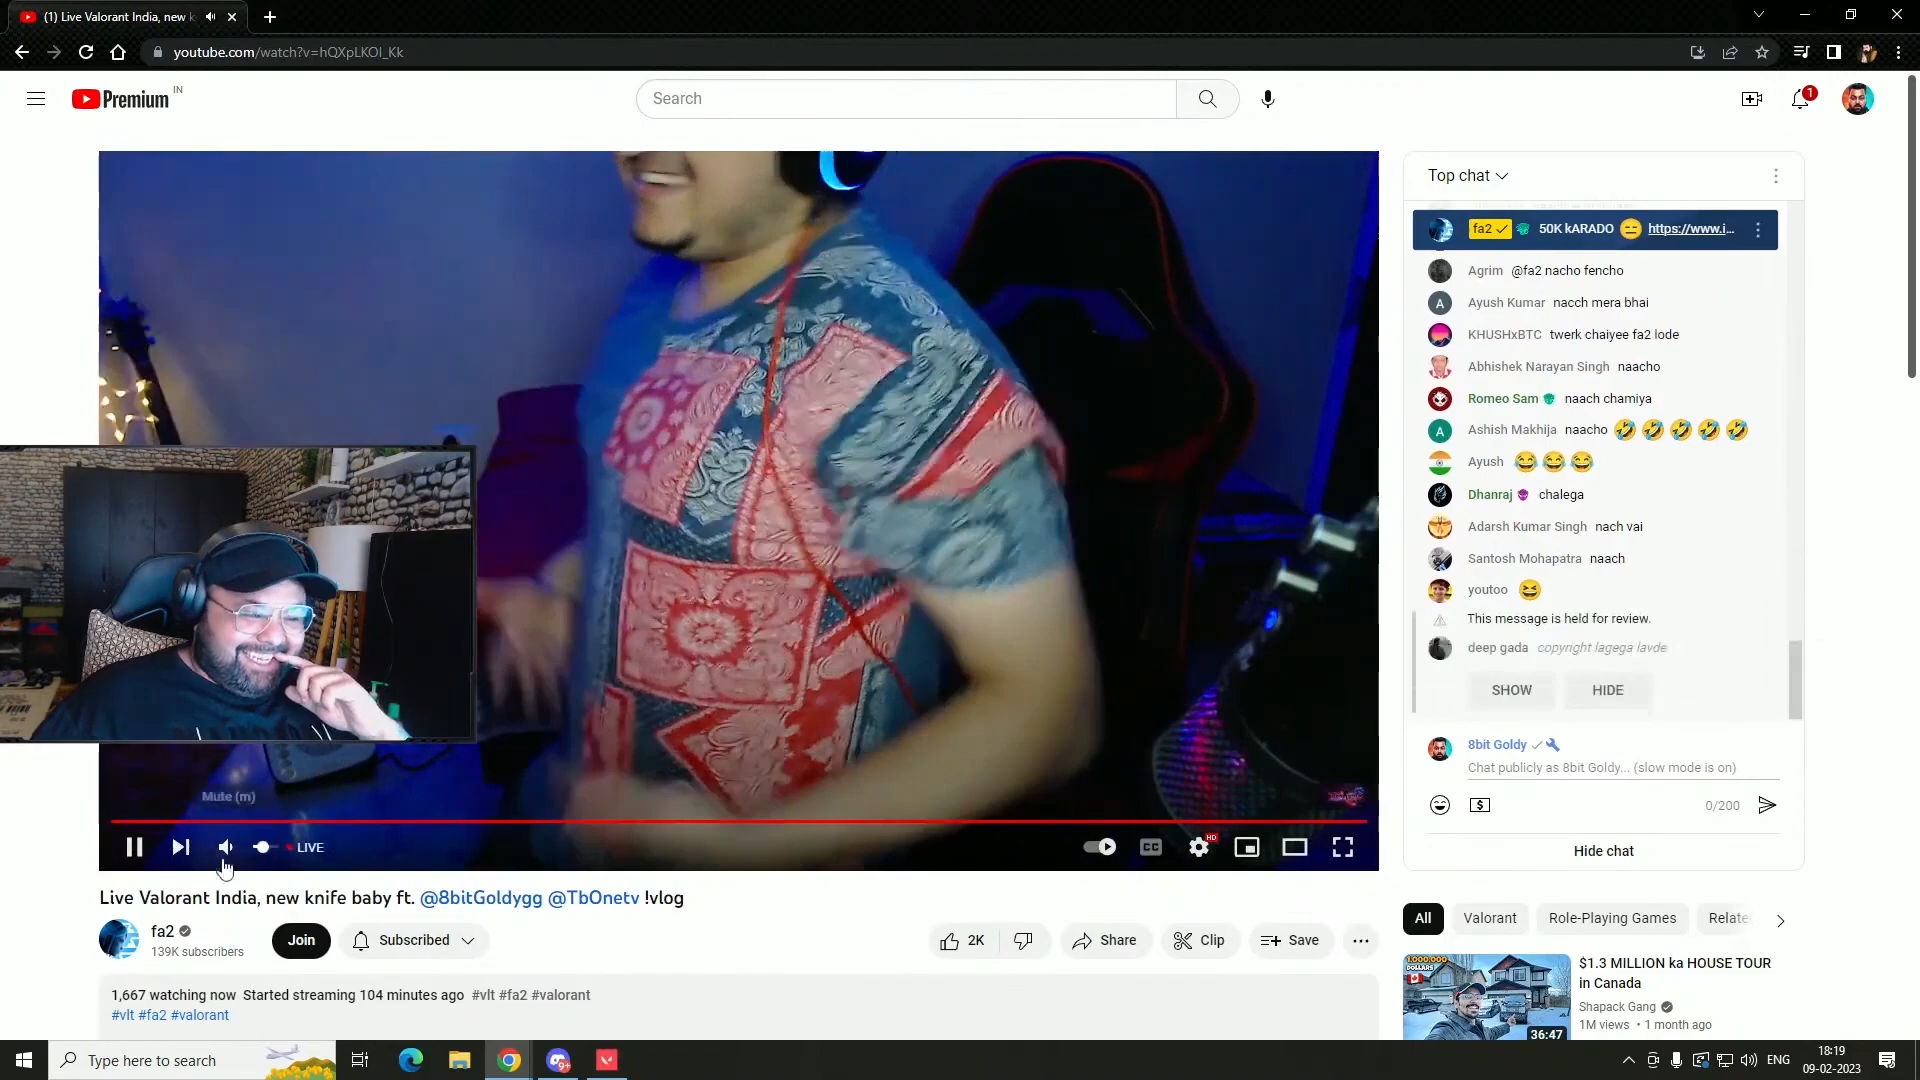 (1) Live Valorant India, new k
youtube.com/watch?v=hQXpLKOI_Kk
Premium IN
Search
1
Top chat
fa2 50K kARADO https://www.i...
Agrim @fa2 nacho fencho
Ayush Kumar nacch mera bhai
KHUSHxBTC twerk chaiyee fa2 lode
Abhishek Narayan Singh naacho
Romeo Sam naach chamiya
Ashish Makhija naacho
Ayush
Dhanraj chalega
Adarsh Kumar Singh nach vai
Santosh Mohapatra naach
youtoo
This message is held for review.
deep gada copyright lagega lavde
SHOW HIDE
8bit Goldy
Chat publicly as 8bit Goldy... (slow mode is on)
0/200
Hide chat
Mute (m)
LIVE
CC
HD
Live Valorant India, new knife baby ft. @8bitGoldygg @TbOnetv !vlog
fa2
139K subscribers
Join
Subscribed
2K
Share
Clip
Save
1,667 watching now Started streaming 104 minutes ago #vlt #fa2 #valorant
#vlt #fa2 #valorant
All
Valorant
Role-Playing Games
Relate
1.000.000
DOLLARS
36:47
$1.3 MILLION ka HOUSE TOUR
in Canada
Shapack Gang
1M views • 1 month ago
Type here to search
9+
ENG
18:19
09-02-2023